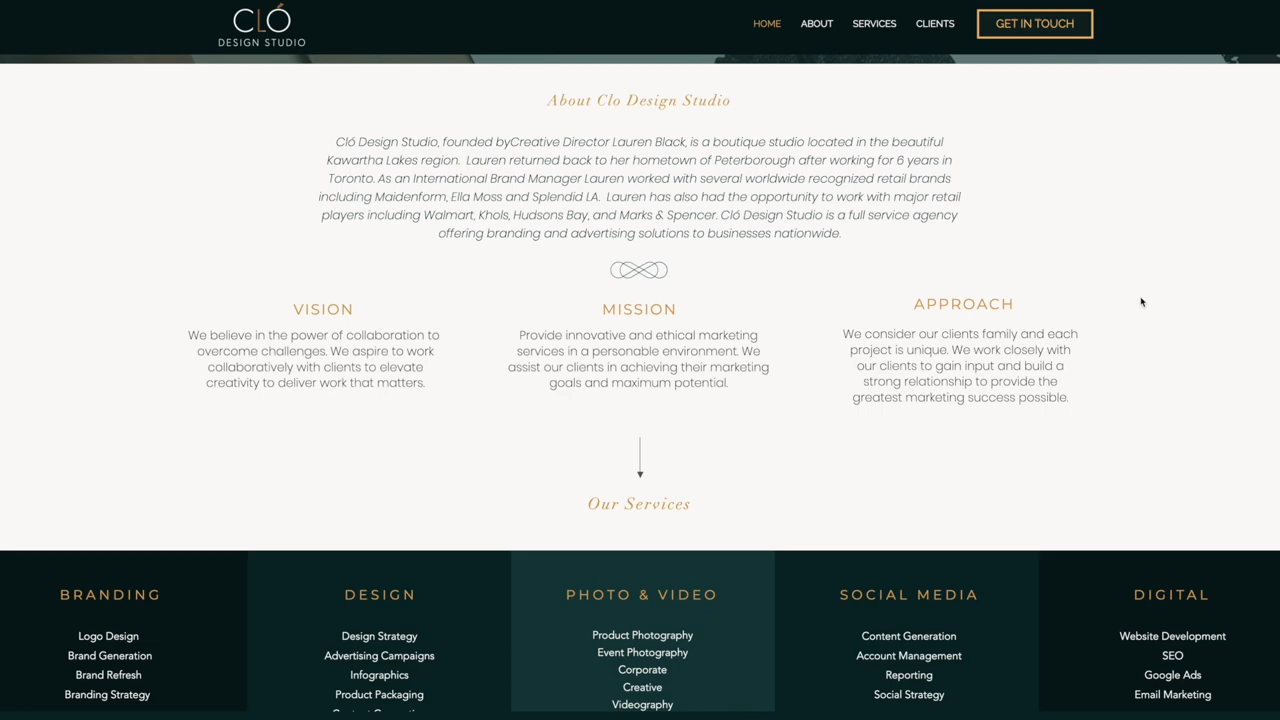 CLÓ
DESIGN STUDIO
HOME
ABOUT
SERVICES
CLIENTS
GET IN TOUCH
About Clo Design Studio
Cló Design Studio, founded byCreative Director Lauren Black, is a boutique studio located in the beautiful
Kawartha Lakes region. Lauren returned back to her hometown of Peterborough after working for 6 years in
Toronto. As an International Brand Manager Lauren worked with several worldwide recognized retail brands
including Maidenform, Ella Moss and Splendid LA. Lauren has also had the opportunity to work with major retail
players including Walmart, Khols, Hudsons Bay, and Marks & Spencer. Cló Design Studio is a full service agency
offering branding and advertising solutions to businesses nationwide.
VISION
We believe in the power of collaboration to
overcome challenges. We aspire to work
collaboratively with clients to elevate
creativity to deliver work that matters.
MISSION
Provide innovative and ethical marketing
services in a personable environment. We
assist our clients in achieving their marketing
goals and maximum potential.
APPROACH
We consider our clients family and each
project is unique. We work closely with
our clients to gain input and build a
strong relationship to provide the
greatest marketing success possible.
Our Services
BRANDING
Logo Design
Brand Generation
Brand Refresh
Branding Strategy
DESIGN
Design Strategy
Advertising Campaigns
Infographics
Product Packaging
PHOTO & VIDEO
Product Photography
Event Photography
Corporate
Creative
Videography
SOCIAL MEDIA
Content Generation
Account Management
Reporting
Social Strategy
DIGITAL
Website Development
SEO
Google Ads
Email Marketing